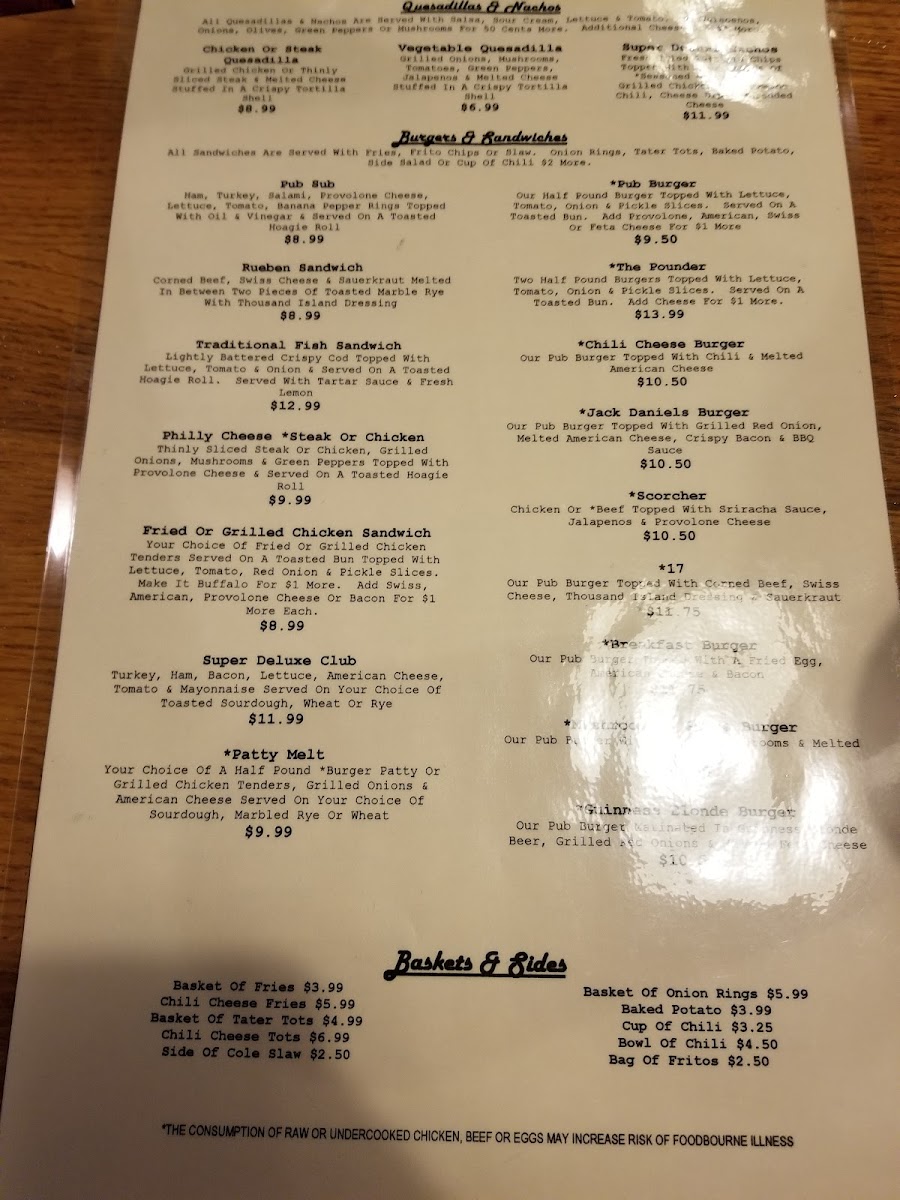 Quesadillas & Nachos
All Quesadillas & Nachos Are Served With Salsa, Sour Cream, Lettuce & Tomato.
Onions, Olives, Green Peppers Or Mushrooms For 50 Cents More. Additional More.
Chicken Or Steak
Quesadilla
Grilled Chicken Or Thinly
Sliced Steak & Melted Cheese
Stuffed In A Crispy Tortilla
Shell
$8.99
Vegetable Quesadilla
Grilled Onions, Mushrooms,
Tomatoes, Green Peppers,
Jalapenos & Melted Cheese
Stuffed In A Crispy Tortilla
Shell
$6.99
Super Nachos
Chips
Of
Grilled
Chili, Cheese
Cheese
$11.99
Burgers & Sandwiches
All Sandwiches Are Served With Fries, Frito Chips Or Slaw. Onion Rings, Tater Tots, Baked Potato,
Side Salad Or Cup Of Chili $2 More.
Pub Sub
Ham, Turkey, Salami, Provolone Cheese,
Lettuce, Tomato, Banana Pepper Rings Topped
With Oil & Vinegar & Served On A Toasted
Hoagie Roll
$8.99
Rueben Sandwich
Corned Beef, Swiss Cheese & Sauerkraut Melted
In Between Two Pieces Of Toasted Marble Rye
With Thousand Island Dressing
$8.99
Traditional Fish Sandwich
Lightly Battered Crispy Cod Topped With
Lettuce, Tomato & Onion & Served On A Toasted
Hoagie Roll. Served With Tartar Sauce & Fresh
Lemon
$12.99
Philly Cheese *Steak Or Chicken
Thinly Sliced Steak Or Chicken, Grilled
Onions, Mushrooms & Green Peppers Topped With
Provolone Cheese & Served On A Toasted Hoagie
Roll
$9.99
Fried Or Grilled Chicken Sandwich
Your Choice Of Fried Or Grilled Chicken
Tenders Served On A Toasted Bun Topped With
Lettuce, Tomato, Red Onion & Pickle Slices.
Make It Buffalo For $1 More. Add Swiss,
American, Provolone Cheese Or Bacon For $1
More Each.
$8.99
Super Deluxe Club
Turkey, Ham, Bacon, Lettuce, American Cheese,
Tomato & Mayonnaise Served On Your Choice Of
Toasted Sourdough, Wheat Or Rye
$11.99
*Patty Melt
Your Choice Of A Half Pound *Burger Patty Or
Grilled Chicken Tenders, Grilled Onions &
American Cheese Served On Your Choice Of
Sourdough, Marbled Rye Or Wheat
$9.99
*Pub Burger
Our Half Pound Burger Topped With Lettuce,
Tomato, Onion & Pickle Slices. Served On A
Toasted Bun. Add Provolone, American, Swiss
Or Feta Cheese For $1 More
$9.50
*The Pounder
Two Half Pound Burgers Topped With Lettuce,
Tomato, Onion & Pickle Slices. Served On A
Toasted Bun. Add Cheese For $1 More.
$13.99
*Chili Cheese Burger
Our Pub Burger Topped With Chili & Melted
American Cheese
$10.50
*Jack Daniels Burger
Our Pub Burger Topped With Grilled Red Onion,
Melted American Cheese, Crispy Bacon & BBQ
Sauce
$10.50
*Scorcher
Chicken Or *Beef Topped With Sriracha Sauce,
Jalapenos & Provolone Cheese
$10.50
*17
Our Pub Burger Topped With Corned Beef, Swiss
Cheese, Thousand Island Dressing & Sauerkraut
$11.75
*Breakfast Burger
Our Pub Burger With A Fried Egg,
American & Bacon
Burger
Our Pub & Melted
*Guinness Blonde Burger
Our Pub Burger Blonde
Beer, Grilled Red Onions & Cheese
Baskets & Sides
Basket Of Fries $3.99
Chili Cheese Fries $5.99
Basket Of Tater Tots $4.99
Chili Cheese Tots $6.99
Side Of Cole Slaw $2.50
Basket Of Onion Rings $5.99
Baked Potato $3.99
Cup Of Chili $3.25
Bowl Of Chili $4.50
Bag Of Fritos $2.50
*THE CONSUMPTION OF RAW OR UNDERCOOKED CHICKEN, BEEF OR EGGS MAY INCREASE RISK OF FOODBOURNE ILLNESS